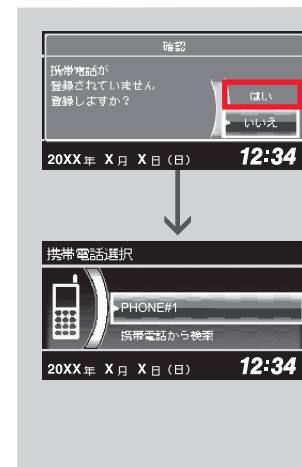 確認
携帯電話が
登録されていません
登録しますか？
はい
いいえ
20XX年 X月 X日（日） 12:34
携帯電話選択
PHONE#1
携帯電話から検索
20XX年 X月 X日（日） 12:34